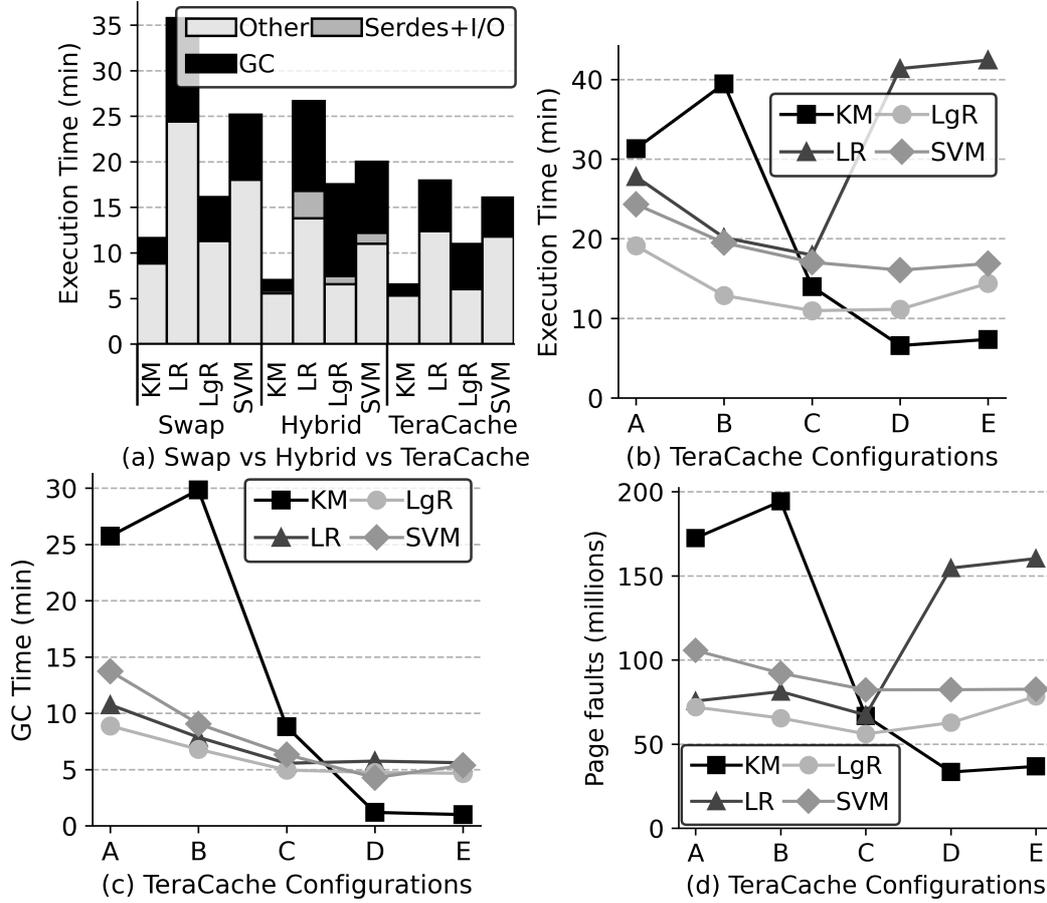 Execution Time (min)
35
30
25
20
15
10
5
0
Other Serdes+I/O
GC
KM LR LgR SVM KM LR LgR SVM KM LR LgR SVM
Swap Hybrid TeraCache
(a) Swap vs Hybrid vs TeraCache
Execution Time (min)
40
30
20
10
0
KM LgR
LR SVM
A B C D E
(b) TeraCache Configurations
GC Time (min)
30
25
20
15
10
5
0
KM LgR
LR SVM
A B C D E
(c) TeraCache Configurations
Page faults (millions)
200
150
100
50
0
KM LgR
LR SVM
A B C D E
(d) TeraCache Configurations